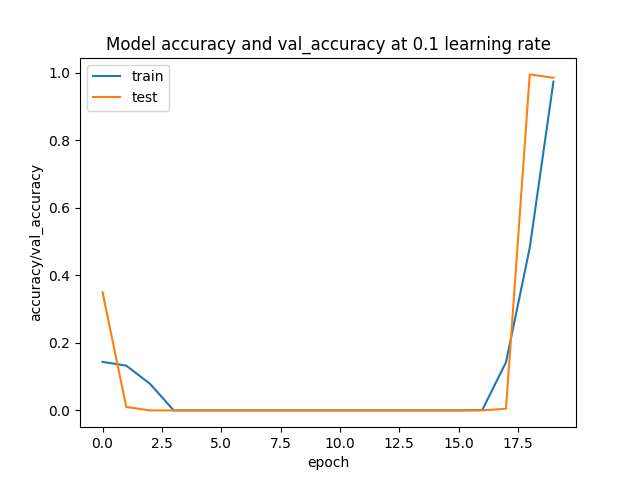 Model accuracy and val_accuracy at 0.1 learning rate
train
test
accuracy/val_accuracy
1.0
0.8
0.6
0.4
0.2
0.0
0.0 2.5 5.0 7.5 10.0 12.5 15.0 17.5
epoch